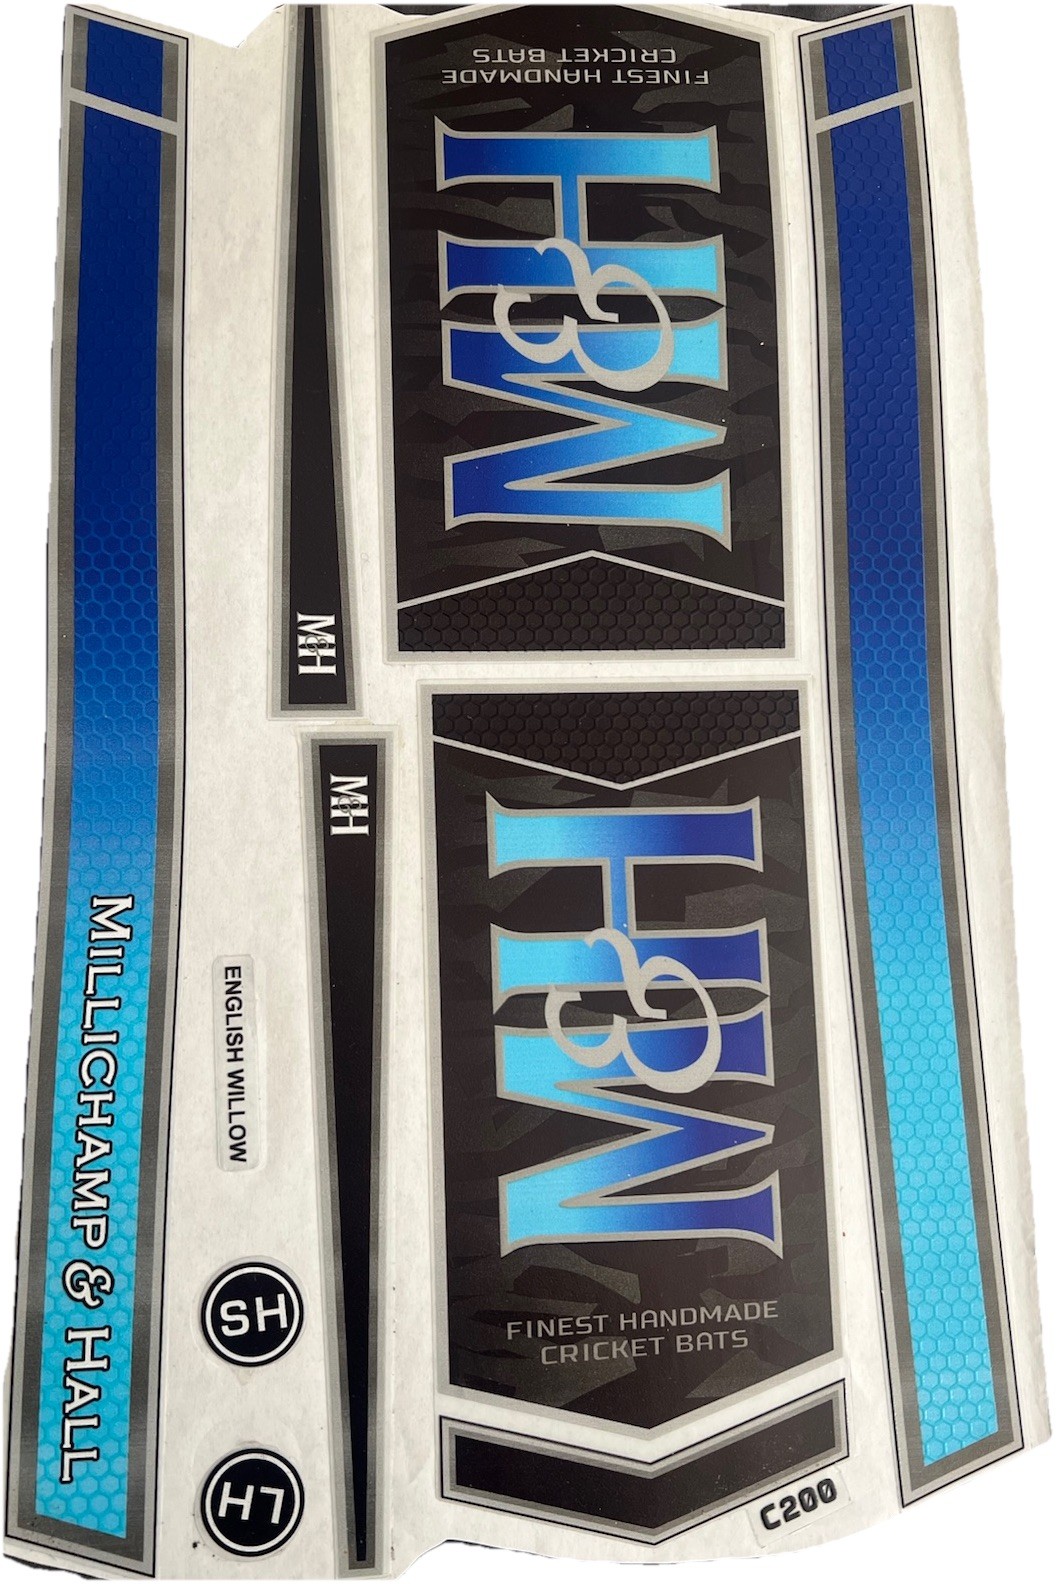 FINEST HANDMADE
CRICKET BATS
M&H
M&H
M&H
M&H
MILLICHAMP & HALL
ENGLISH WILLOW
SH
FINEST HANDMADE
CRICKET BATS
LH
C200